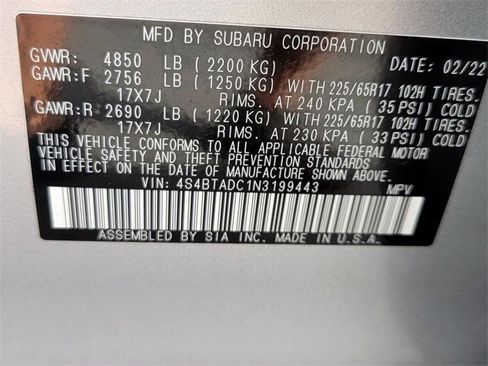 MFD BY SUBARU CORPORATION
GVWR: 4850 LB (2200 KG) DATE: 02/22
GAWR:F 2756 LB (1250 KG) WITH 225/65R17 102H TIRES.
17X7J RIMS. AT 240 KPA (35 PSI) COLD
GAWR:R 2690 LB (1220 KG) WITH 225/65R17 102H TIRES.
17X7J RIMS. AT 230 KPA (33 PSI) COLD
THIS VEHICLE CONFORMS TO ALL APPLICABLE FEDERAL MOTOR
VEHICLE SAFETY AND THEFT PREVENTION STANDARDS
IN EFFECT ON THE DATE OF MANUFACTURE SHOWN ABOVE.
VIN: 4S4BTADC1N3199443 MPV
ASSEMBLED BY SIA INC. MADE IN U.S.A.